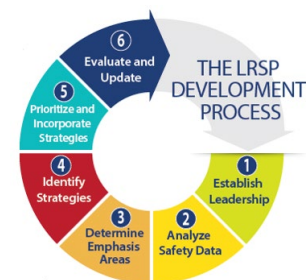 THE LRSP
DEVELOPMENT
PROCESS
1
Establish
Leadership
2
Analyze
Safety Data
3
Determine
Emphasis
Areas
4
Identify
Strategies
5
Prioritize and
Incorporate
Strategies
6
Evaluate and
Update